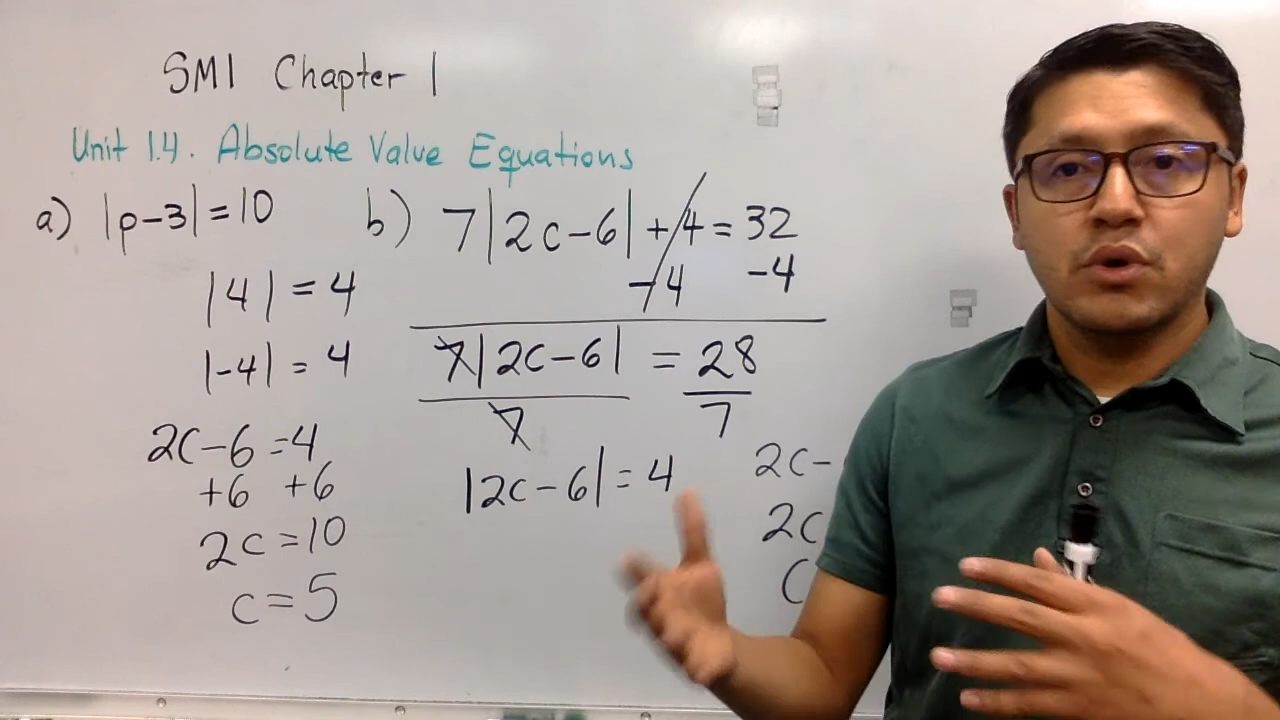 SM1 Chapter 1
Unit 1.4. Absolute Value Equations
a) |p-3|=10
|4| = 4
|-4| = 4
2c-6=4
+6 +6
2c=10
c=5
b) 7|2c-6|+4=32
-4 -4
7|2c-6| = 28
7 7
|2c-6|=4
2c-
2c
C